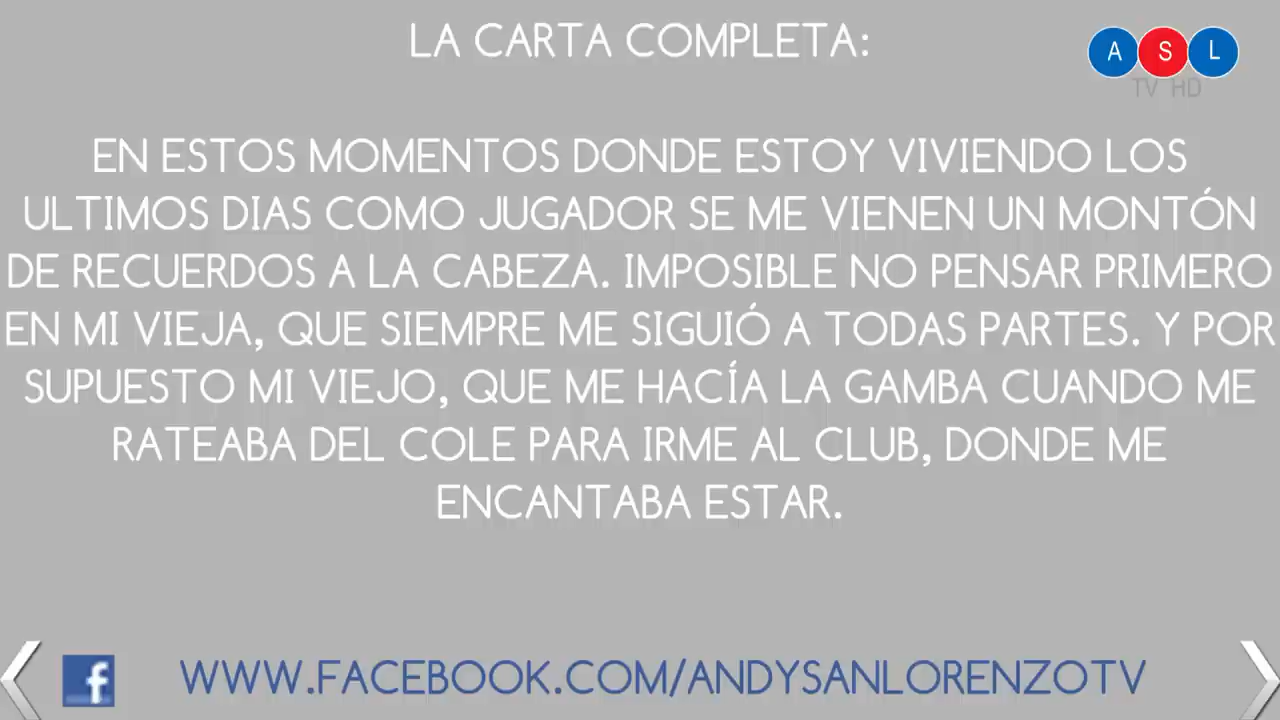 LA CARTA COMPLETA:
A S L
TV HD
EN ESTOS MOMENTOS DONDE ESTOY VIVIENDO LOS
ULTIMOS DIAS COMO JUGADOR SE ME VIENEN UN MONTÓN
DE RECUERDOS A LA CABEZA. IMPOSIBLE NO PENSAR PRIMERO
EN MI VIEJA, QUE SIEMPRE ME SIGUIÓ A TODAS PARTES. Y POR
SUPUESTO MI VIEJO, QUE ME HACÍA LA GAMBA CUANDO ME
RATEABA DEL COLE PARA IRME AL CLUB, DONDE ME
ENCANTABA ESTAR.
f WWW.FACEBOOK.COM/ANDYSANLORENZOTV